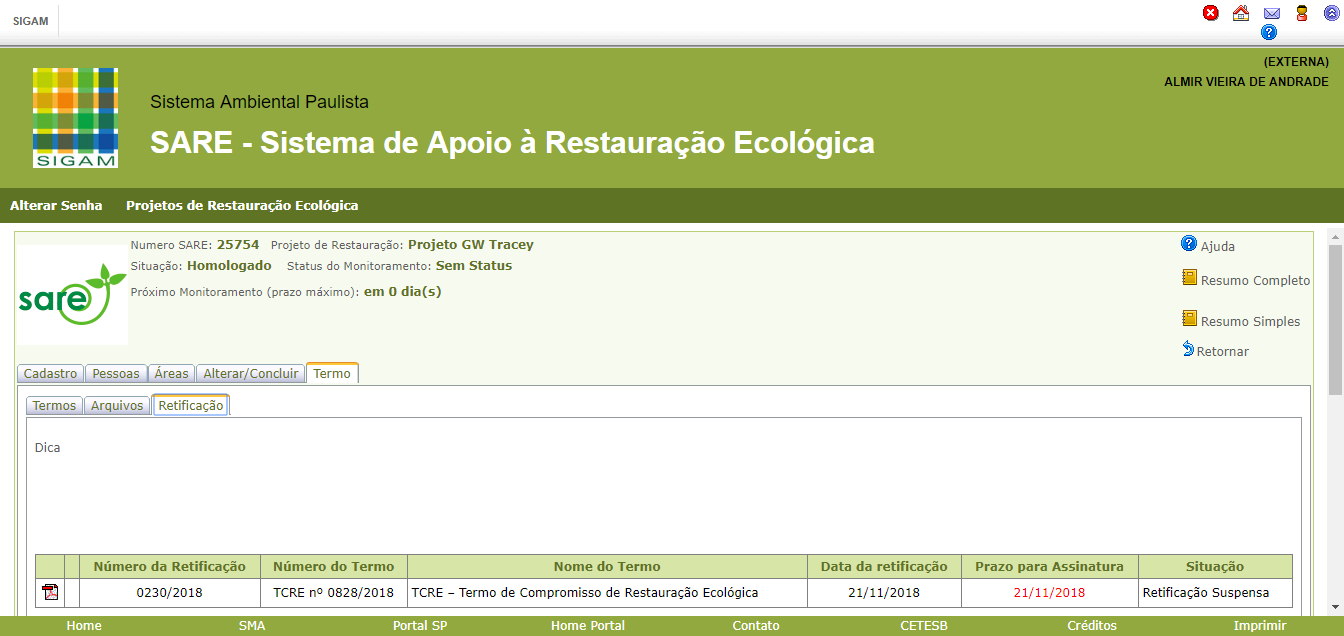 SIGAM
(EXTERNA)
ALMIR VIEIRA DE ANDRADE
SIGAM
Sistema Ambiental Paulista
SARE - Sistema de Apoio à Restauração Ecológica
Alterar Senha Projetos de Restauração Ecológica
sare
Numero SARE: 25754 Projeto de Restauração: Projeto GW Tracey
Situação: Homologado Status do Monitoramento: Sem Status
Próximo Monitoramento (prazo máximo): em 0 dia(s)
Ajuda
Resumo Completo
Resumo Simples
Retornar
Cadastro Pessoas Áreas Alterar/Concluir Termo
Termos Arquivos Retificação
Dica
Número da Retificação Número do Termo Nome do Termo Data da retificação Prazo para Assinatura Situação
0230/2018 TCRE nº 0828/2018 TCRE – Termo de Compromisso de Restauração Ecológica 21/11/2018 21/11/2018 Retificação Suspensa
Home SMA Portal SP Home Portal Contato CETESB Créditos Imprimir